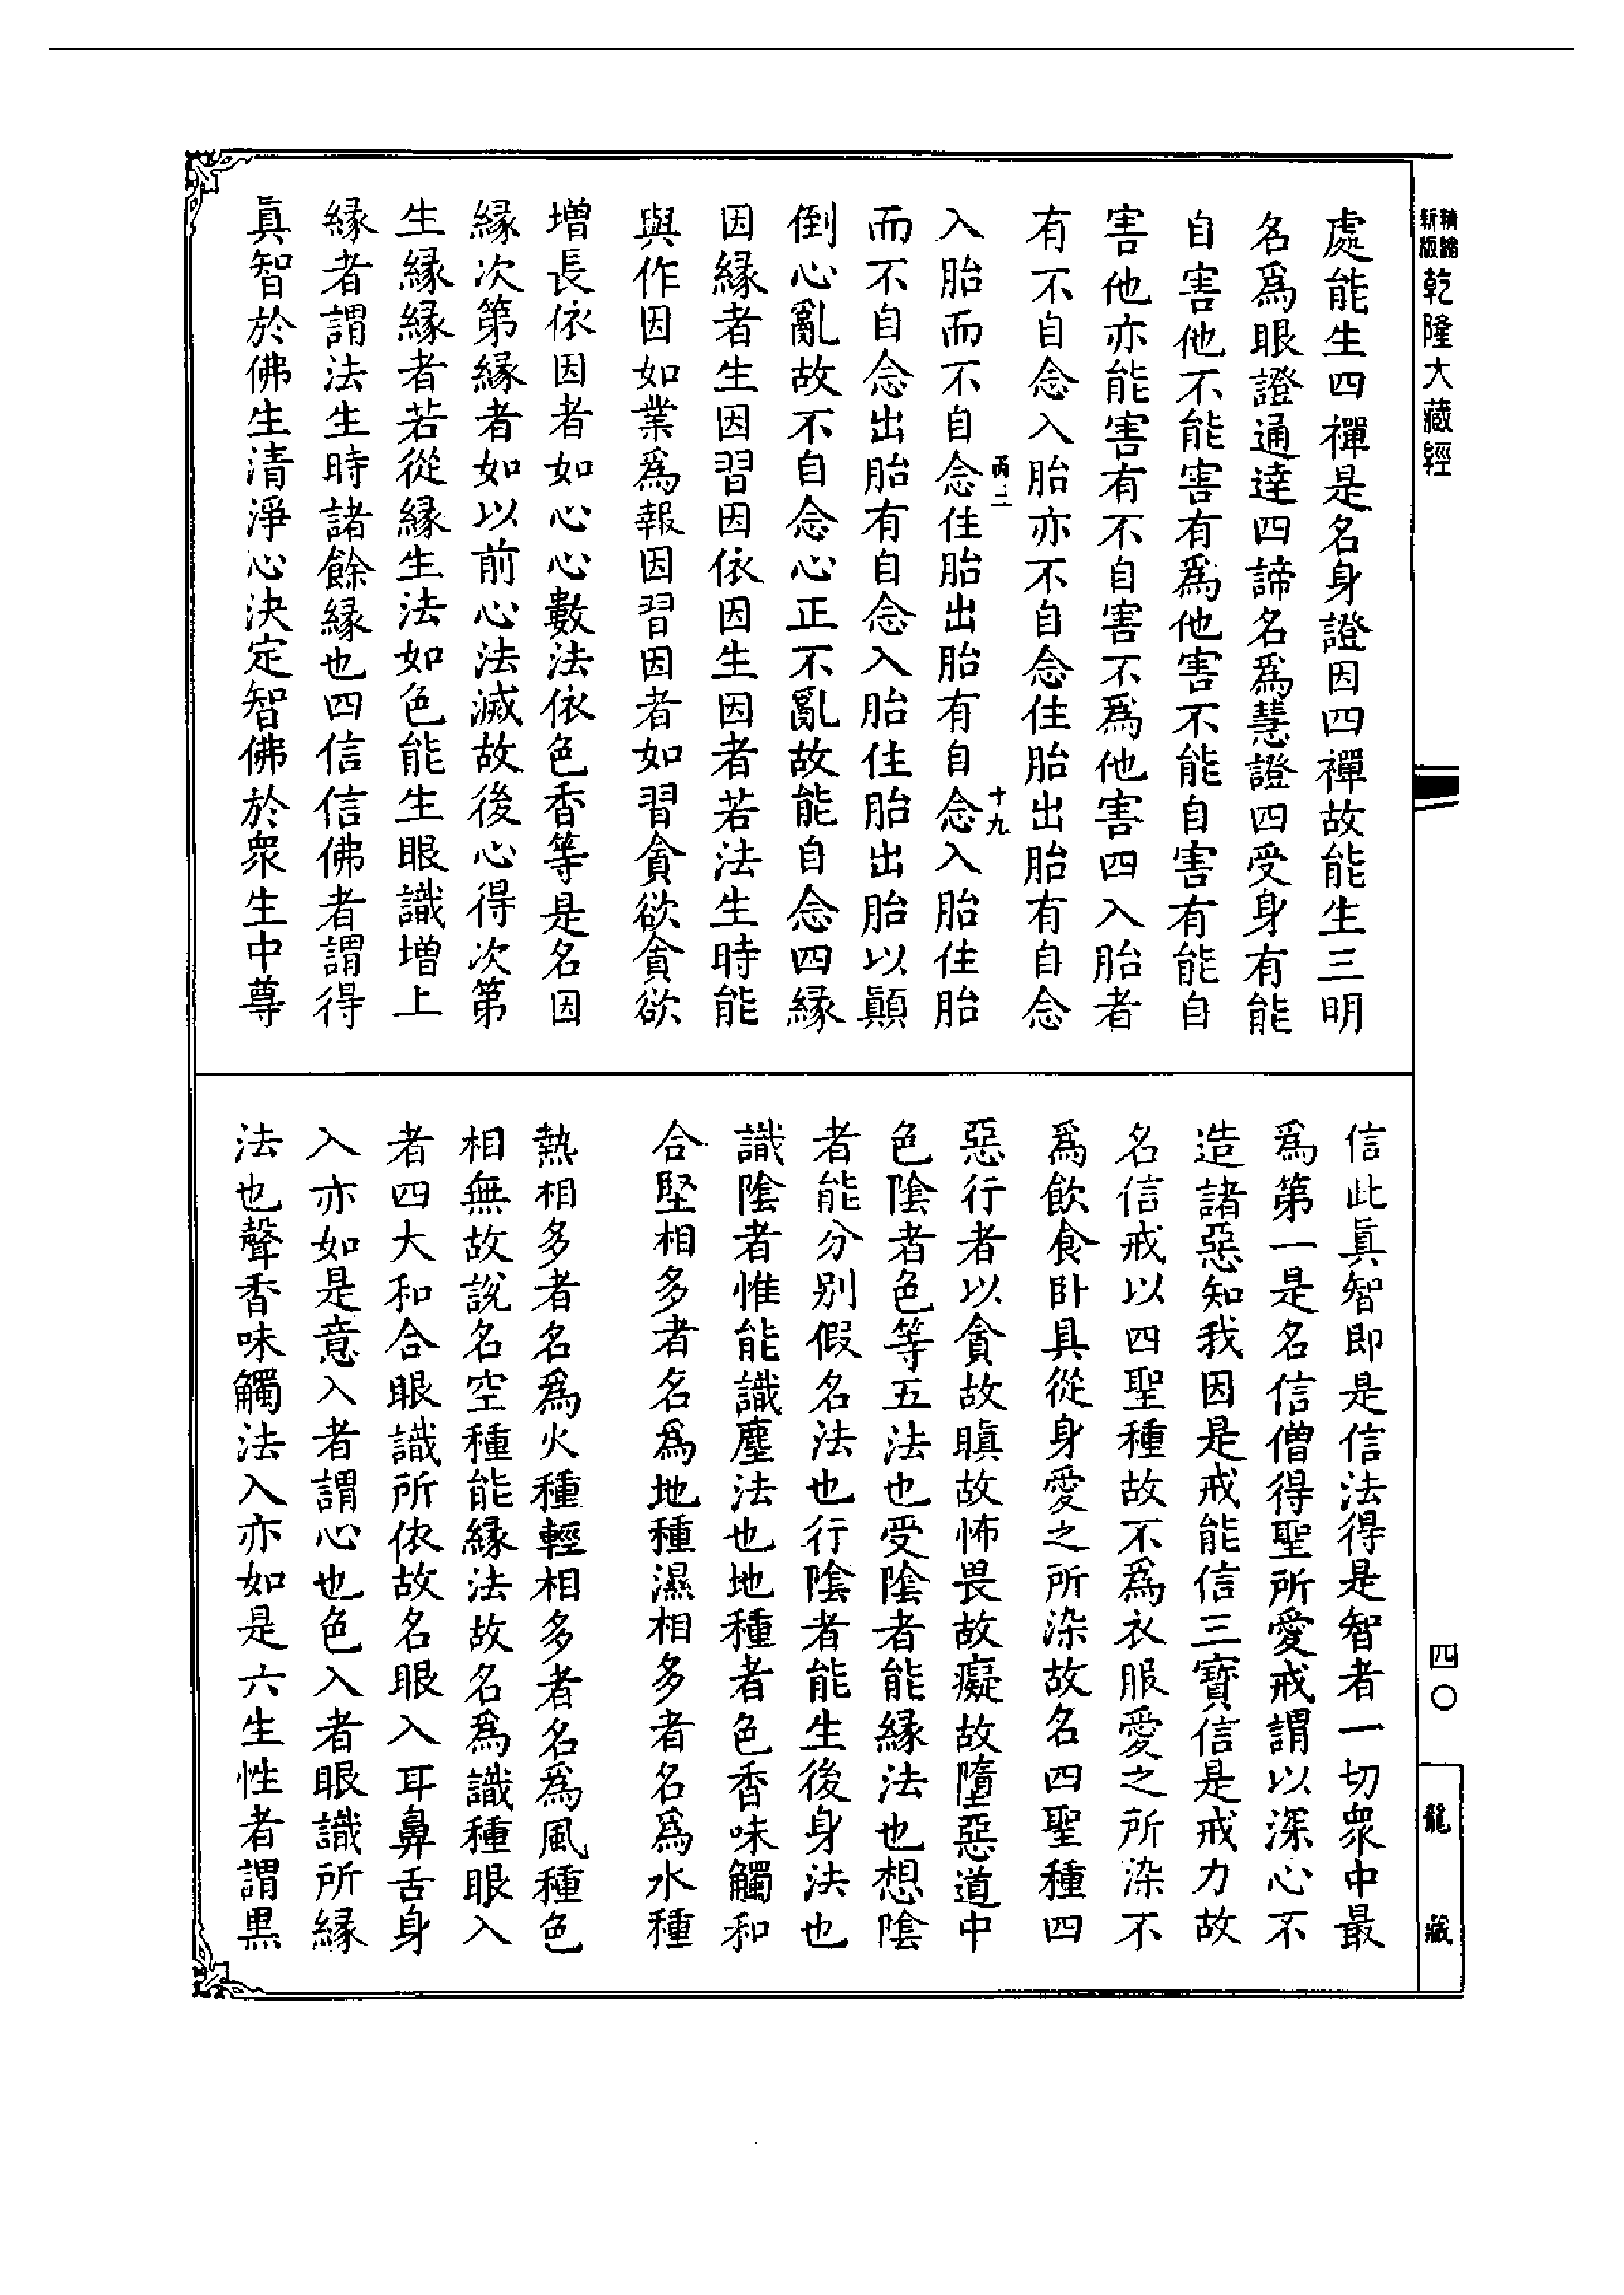 精縮新版乾隆大藏經
處能生四禪是名身證因四禪故能生三明
名爲眼證通達四諦名爲慧證四受身有能
自害他不能害有爲他害不能自害有能自
害他亦能害有不自害不爲他害四入胎者
有不自念入胎亦不自念住胎出胎有自念
入胎而不自念住胎出胎有自念入胎住胎
丙二
十九
而不自念出胎有自念入胎住胎出胎以顛
倒心亂故不自念心正不亂故能自念四緣
因緣者生因習因依因生因者若法生時能
與作因如業爲報因習因者如習貪欲貪欲
增長依因者如心心數法依色香等是名因
緣次第緣者如以前心法滅故後心得次第
生緣緣者若從緣生法如色能生眼識增上
緣者謂法生時諸餘緣也四信信佛者謂得
眞智於佛生清淨心決定智佛於衆生中尊
信此眞智即是信法得是智者一切衆中最
爲第一是名信僧得聖所愛戒謂以深心不
造諸惡知我因是戒能信三寶信是戒力故
名信戒以四聖種故不爲衣服愛之所染不
爲飲食卧具從身愛之所染故名四聖種四
惡行者以貪故瞋故怖畏故癡故墮惡道中
色陰者色等五法也受陰者能緣法也想陰
者能分别假名法也行陰者能生後身法也
識陰者惟能識塵法也地種者色香味觸和
合堅相多者名爲地種濕相多者名爲水種
熱相多者名爲火種輕相多者名爲風種色
相無故說名空種能緣法故名爲識種眼入
者四大和合眼識所依故名眼入耳鼻舌身
入亦如是意入者謂心也色入者眼識所緣
法也聲香味觸法入亦如是六生性者謂黑
四〇
龍藏